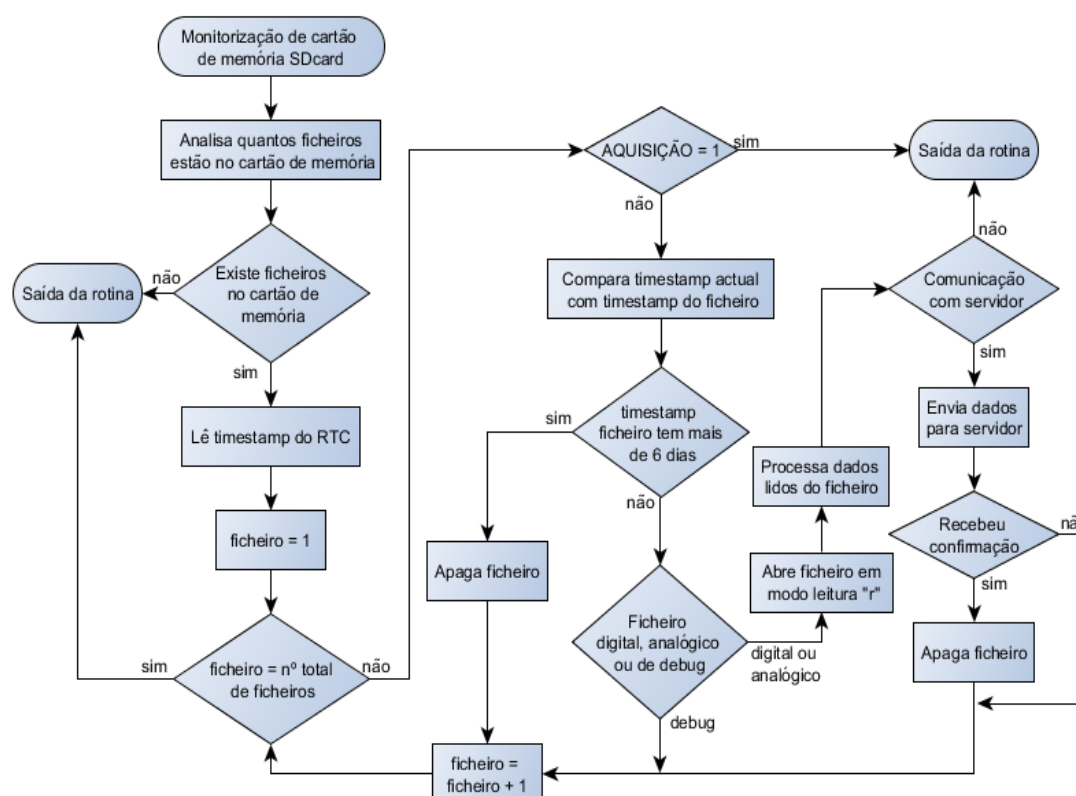 Monitorização de cartão
de memória SDcard
Analisa quantos ficheiros
estão no cartão de memória
Existe ficheiros
no cartão de
memória
não
Saída da rotina
sim
Lê timestamp do RTC
ficheiro = 1
ficheiro = nº total
de ficheiros
sim
não
AQUISIÇÃO = 1
sim
Saída da rotina
não
Compara timestamp actual
com timestamp do ficheiro
timestamp
ficheiro tem mais
de 6 dias
sim
não
Apaga ficheiro
Ficheiro
digital, analógico
ou de debug
digital ou
analógico
debug
ficheiro =
ficheiro + 1
Abre ficheiro em
modo leitura "r"
Processa dados
lidos do ficheiro
Comunicação
com servidor
não
sim
Envia dados
para servidor
Recebeu
confirmação
sim
Apaga ficheiro